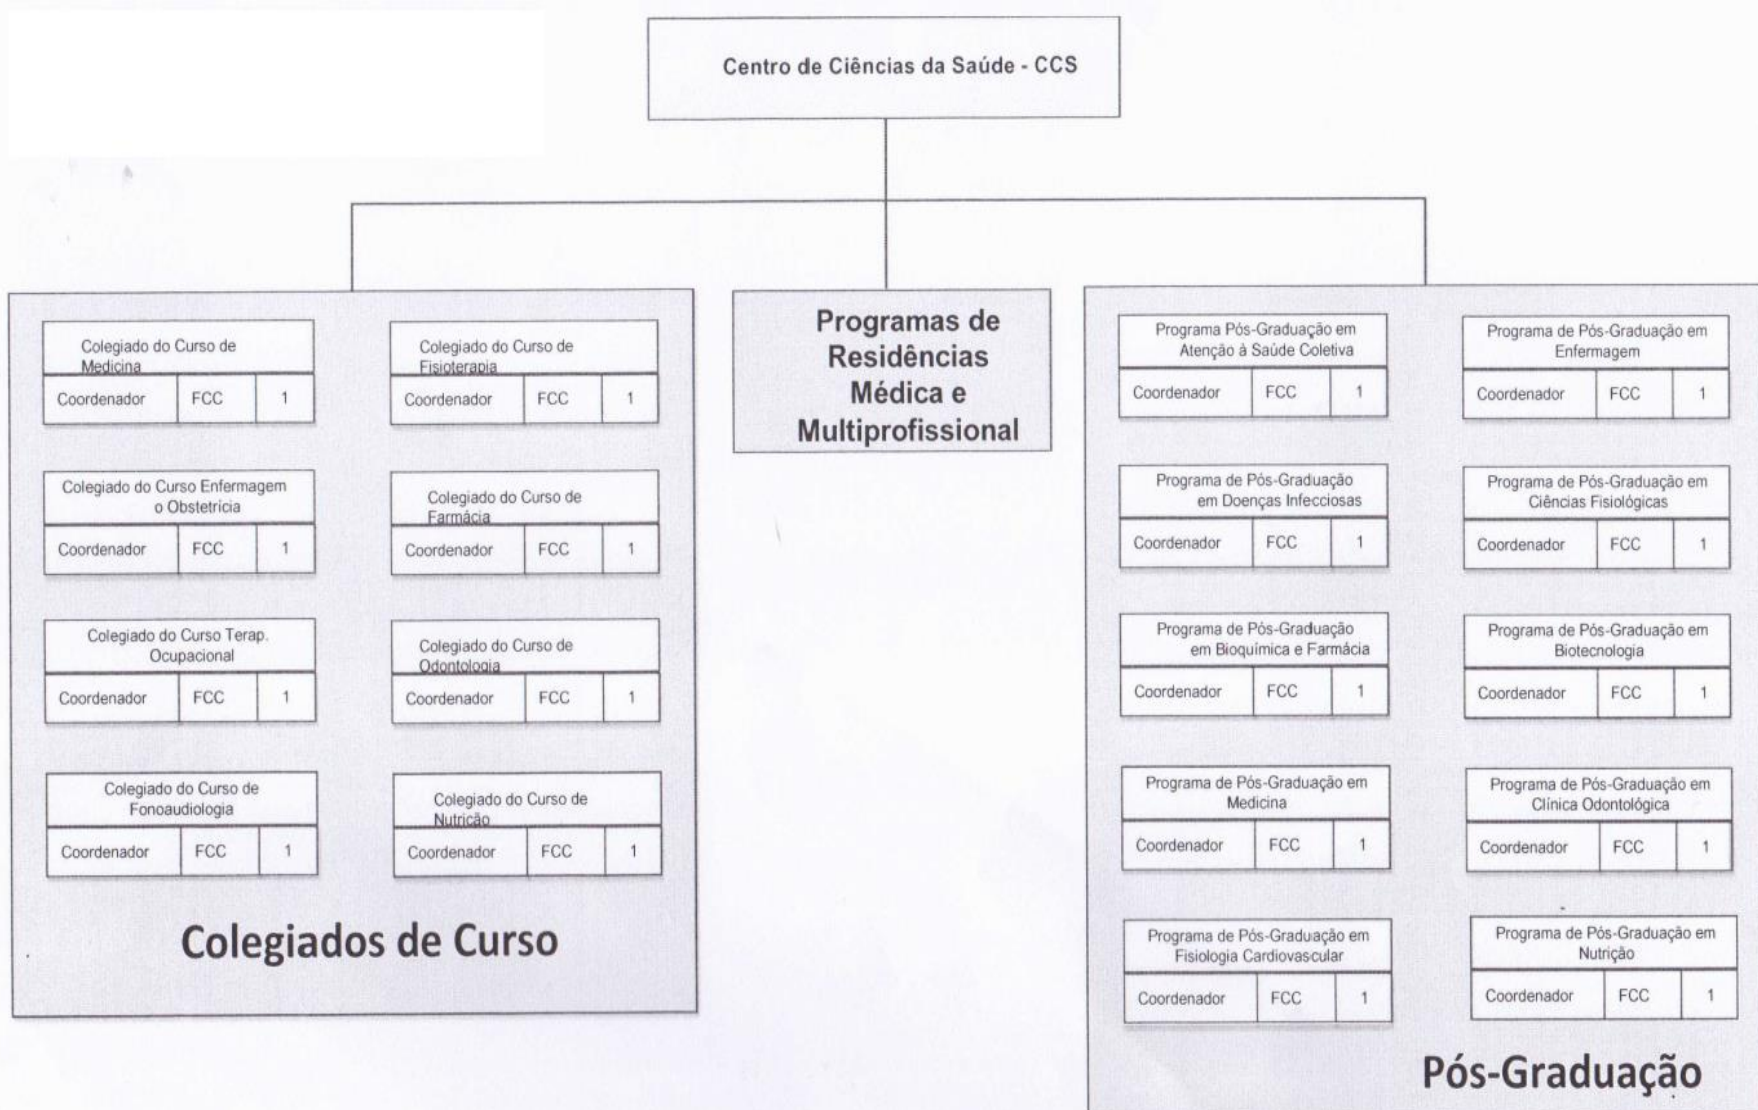 Centro de Ciências da Saúde - CCS
Colegiado do Curso de
Medicina
Coordenador FCC 1
Colegiado do Curso de
Fisioterapia
Coordenador FCC 1
Colegiado do Curso Enfermagem
o Obstetrícia
Coordenador FCC 1
Colegiado do Curso de
Farmácia
Coordenador FCC 1
Colegiado do Curso Terap.
Ocupacional
Coordenador FCC 1
Colegiado do Curso de
Odontologia
Coordenador FCC 1
Colegiado do Curso de
Fonoaudiologia
Coordenador FCC 1
Colegiado do Curso de
Nutrição
Coordenador FCC 1
Colegiados de Curso
Programas de
Residências
Médica e
Multiprofissional
Programa Pós-Graduação em
Atenção à Saúde Coletiva
Coordenador FCC 1
Programa de Pós-Graduação em
Enfermagem
Coordenador FCC 1
Programa de Pós-Graduação
em Doenças Infecciosas
Coordenador FCC 1
Programa de Pós-Graduação em
Ciências Fisiológicas
Coordenador FCC 1
Programa de Pós-Graduação
em Bioquímica e Farmácia
Coordenador FCC 1
Programa de Pós-Graduação em
Biotecnologia
Coordenador FCC 1
Programa de Pós-Graduação em
Medicina
Coordenador FCC 1
Programa de Pós-Graduação em
Clínica Odontológica
Coordenador FCC 1
Programa de Pós-Graduação em
Fisiologia Cardiovascular
Coordenador FCC 1
Programa de Pós-Graduação em
Nutrição
Coordenador FCC 1
Pós-Graduação